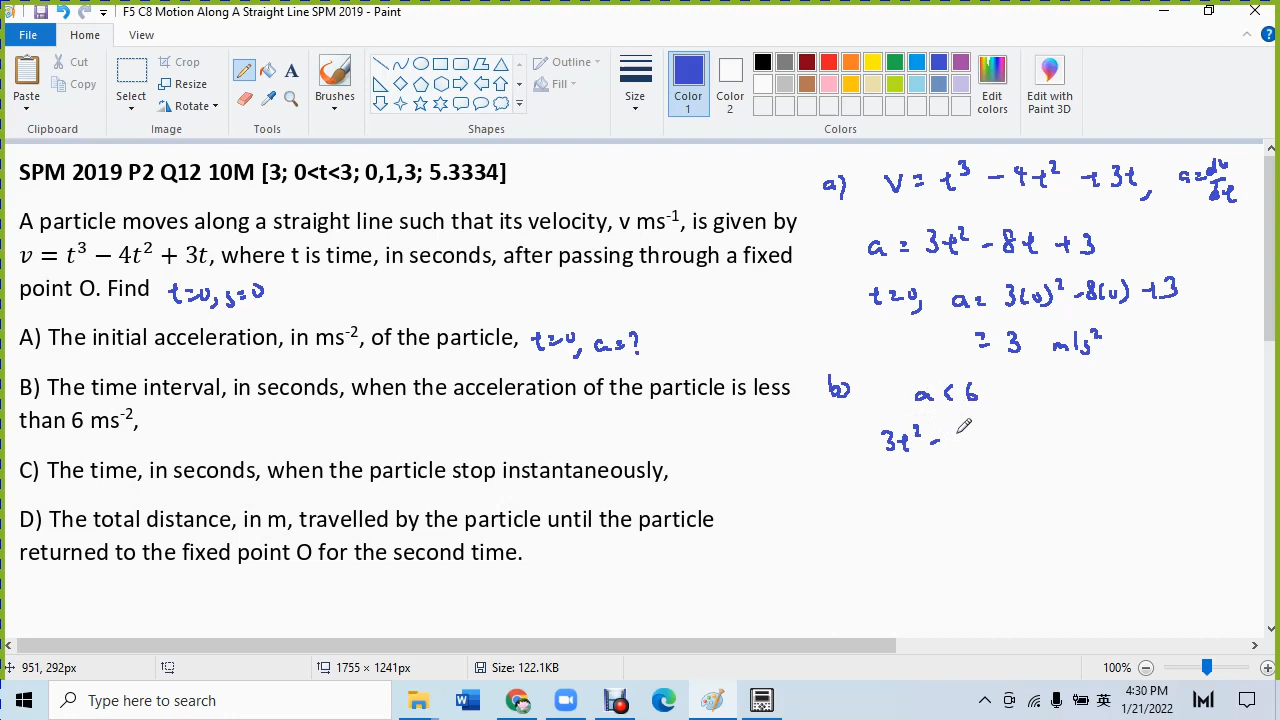 F5 C8 Motion Along A Straight Line SPM 2019 - Paint
File Home View
Paste
Cut
Copy
Clipboard
Select
Crop
Resize
Rotate
Image
Tools
Brushes
Outline
Fill
Shapes
Size
Color 1
Color 2
Edit colors
Edit with Paint 3D
Colors
SPM 2019 P2 Q12 10M [3; 0<t<3; 0,1,3; 5.3334]
A particle moves along a straight line such that its velocity, v ms⁻¹, is given by
v = t³ − 4t² + 3t, where t is time, in seconds, after passing through a fixed
point O. Find t=0, s=0
A) The initial acceleration, in ms⁻², of the particle, t=0, a=?
B) The time interval, in seconds, when the acceleration of the particle is less
than 6 ms⁻²,
C) The time, in seconds, when the particle stop instantaneously,
D) The total distance, in m, travelled by the particle until the particle
returned to the fixed point O for the second time.
a) v = t³ − 4t² + 3t, a = dv/dt
a = 3t² − 8t + 3
t=0, a = 3(0)² − 8(0) + 3
= 3 m/s²
b) a < 6
3t² −
951, 292px
1755 × 1241px
Size: 122.1KB
100%
Type here to search
英
4:30 PM
1/21/2022